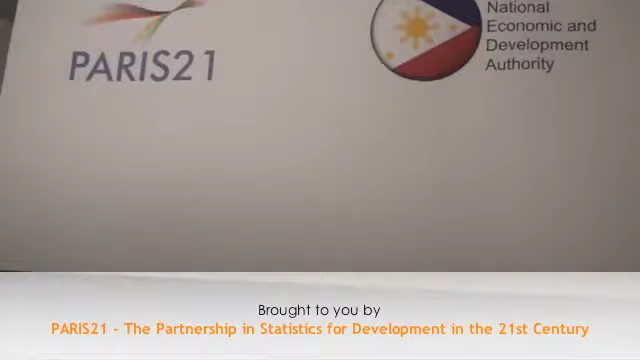 PARIS21
National
Economic and
Development
Authority
Brought to you by
PARIS21 - The Partnership in Statistics for Development in the 21st Century